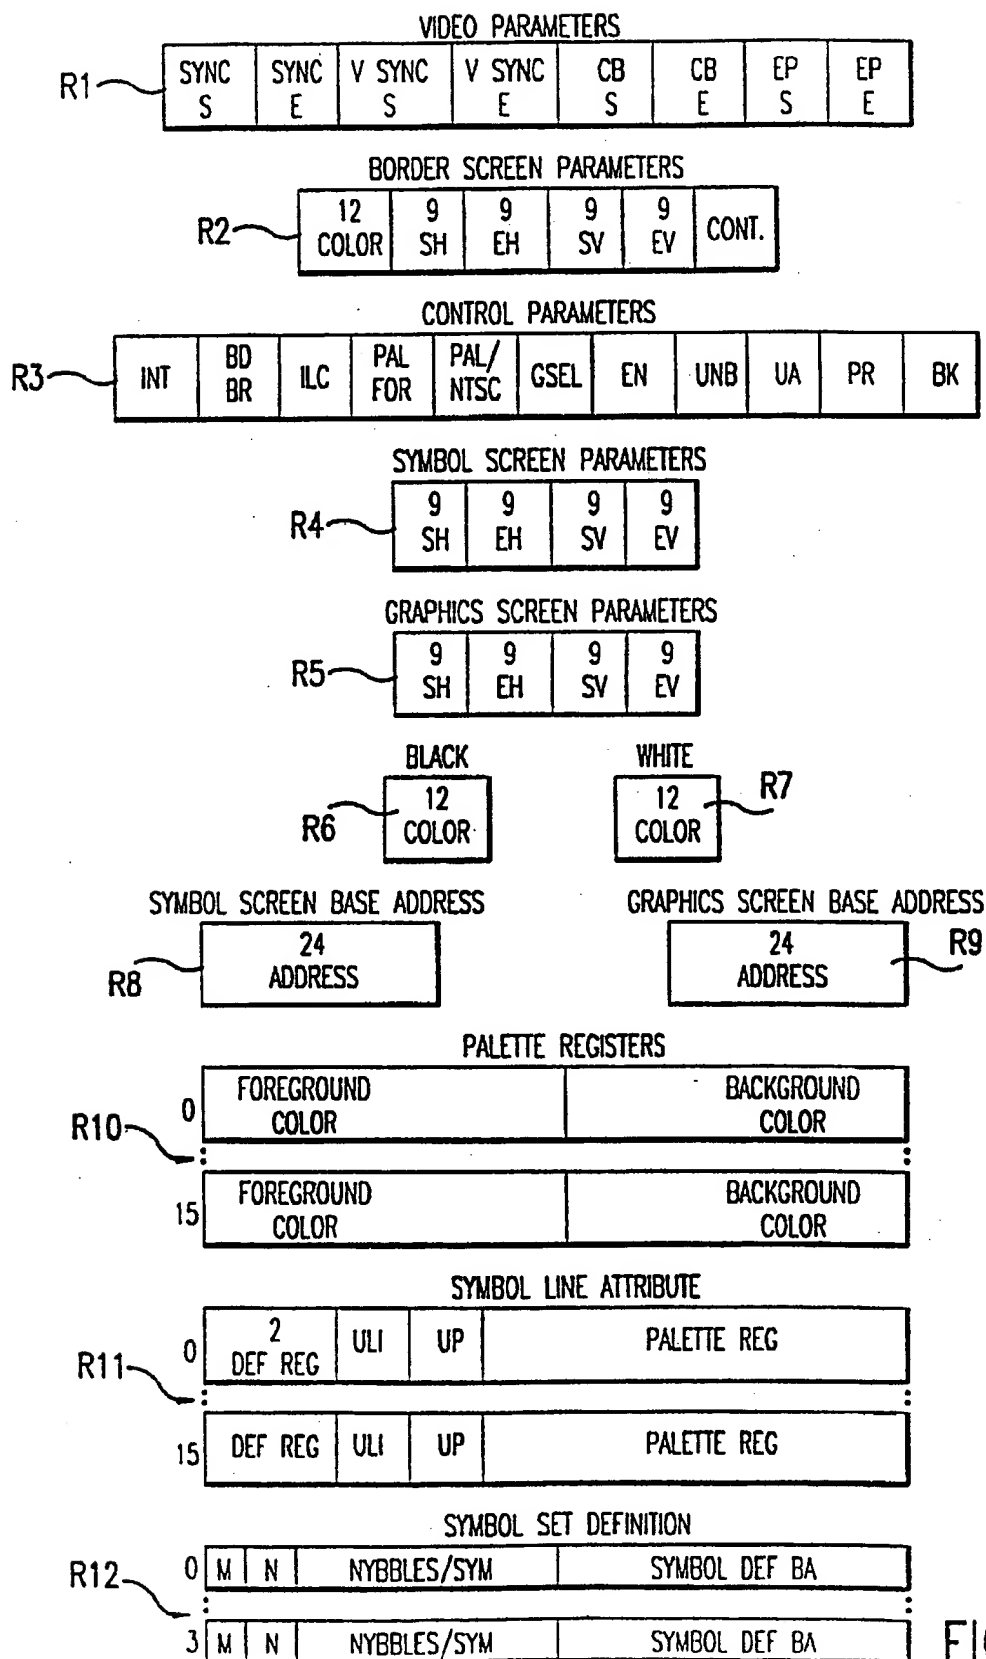 VIDEO PARAMETERS
R1 SYNC S SYNC E V SYNC S V SYNC E CB S CB E EP S EP E
BORDER SCREEN PARAMETERS
R2 12 COLOR 9 SH 9 EH 9 SV 9 EV CONT.
CONTROL PARAMETERS
R3 INT BD BR ILC PAL FOR PAL/ NTSC GSEL EN UNB UA PR BK
SYMBOL SCREEN PARAMETERS
R4 9 SH 9 EH 9 SV 9 EV
GRAPHICS SCREEN PARAMETERS
R5 9 SH 9 EH 9 SV 9 EV
BLACK WHITE
R6 12 COLOR 12 COLOR R7
SYMBOL SCREEN BASE ADDRESS GRAPHICS SCREEN BASE ADDRESS
R8 24 ADDRESS 24 ADDRESS R9
PALETTE REGISTERS
0 FOREGROUND COLOR BACKGROUND COLOR
R10
15 FOREGROUND COLOR BACKGROUND COLOR
SYMBOL LINE ATTRIBUTE
0 2 DEF REG ULI UP PALETTE REG
R11
15 DEF REG ULI UP PALETTE REG
SYMBOL SET DEFINITION
0 M N NYBBLES/SYM SYMBOL DEF BA
R12
3 M N NYBBLES/SYM SYMBOL DEF BA